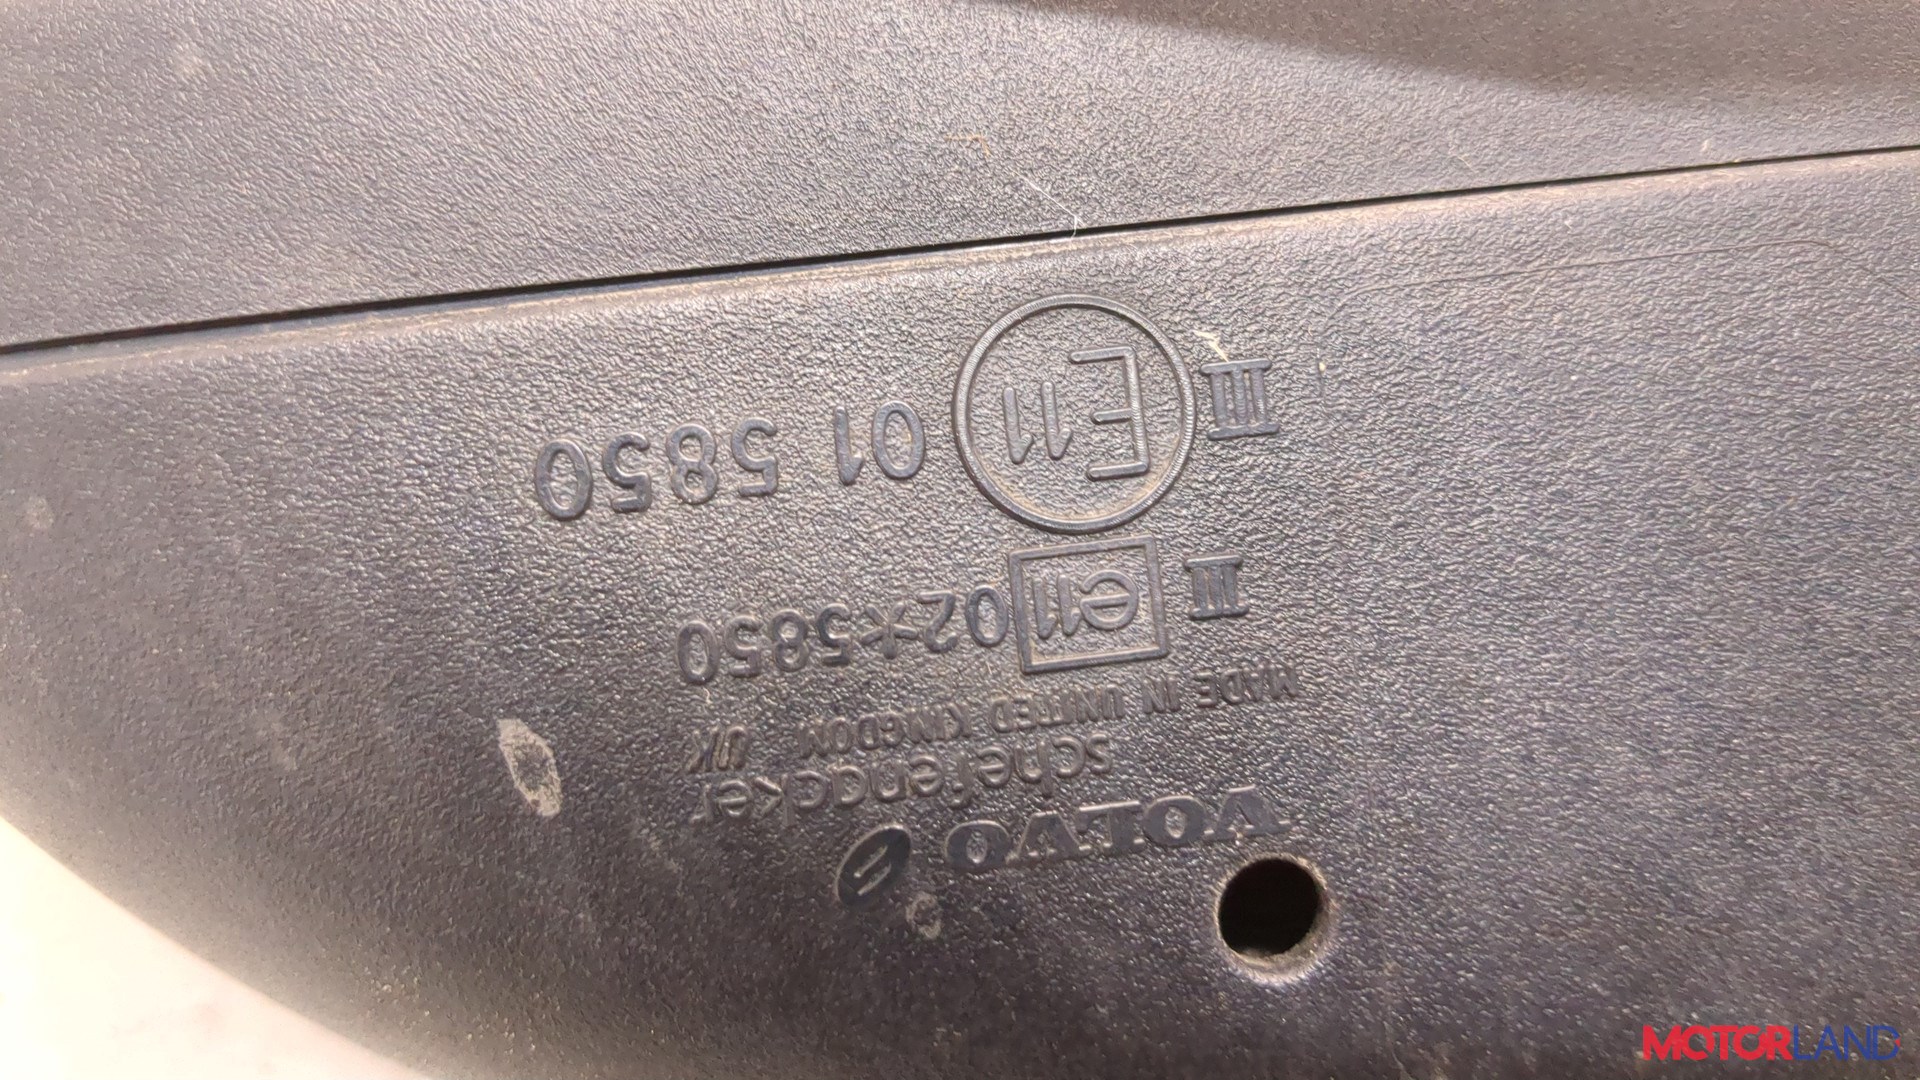 VOLVO S
schefenacker
MADE IN UNITED KINGDOM UK
III e11 02*5850
III E11 01 5850
MOTORLAND